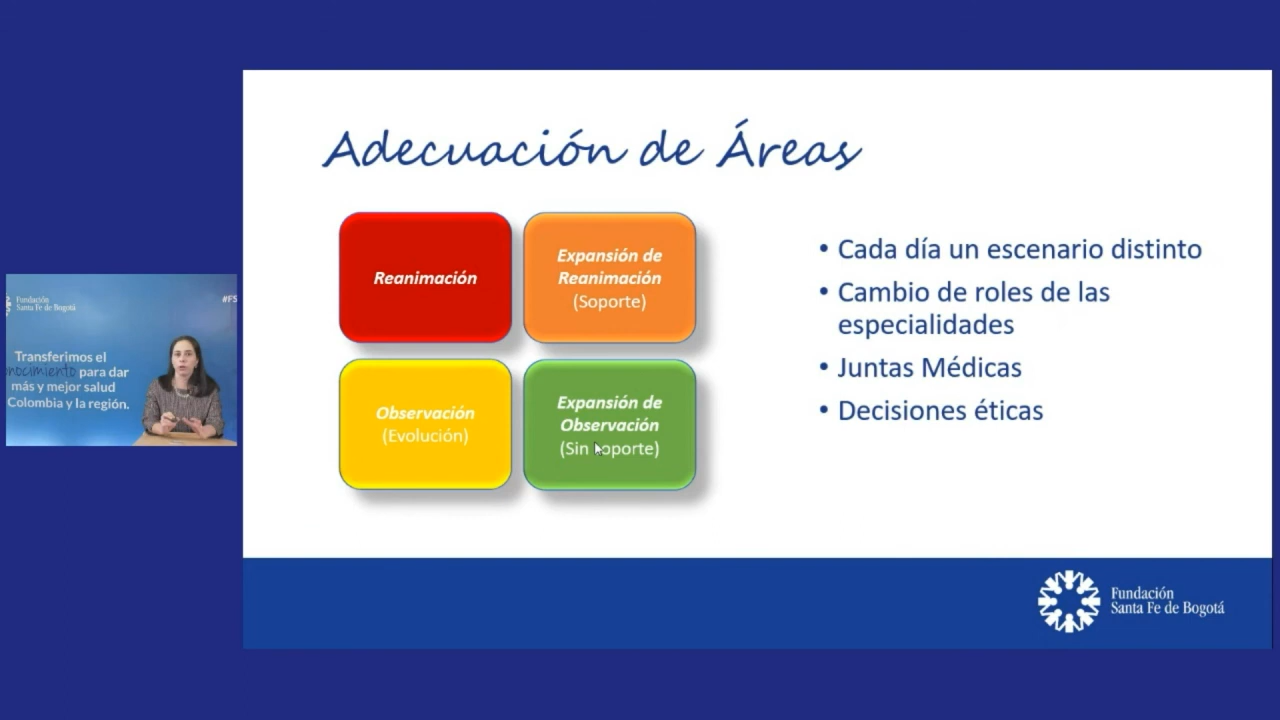 Adecuación de Áreas
Reanimación
Expansión de
Reanimación
(Soporte)
Observación
(Evolución)
Expansión de
Observación
(Sin soporte)
• Cada día un escenario distinto
• Cambio de roles de las
especialidades
• Juntas Médicas
• Decisiones éticas
Fundación
Santa Fe de Bogotá
#FS
Transferimos el
onocimiento para dar
más y mejor salud
Colombia y la región.
Fundación
Santa Fe de Bogotá